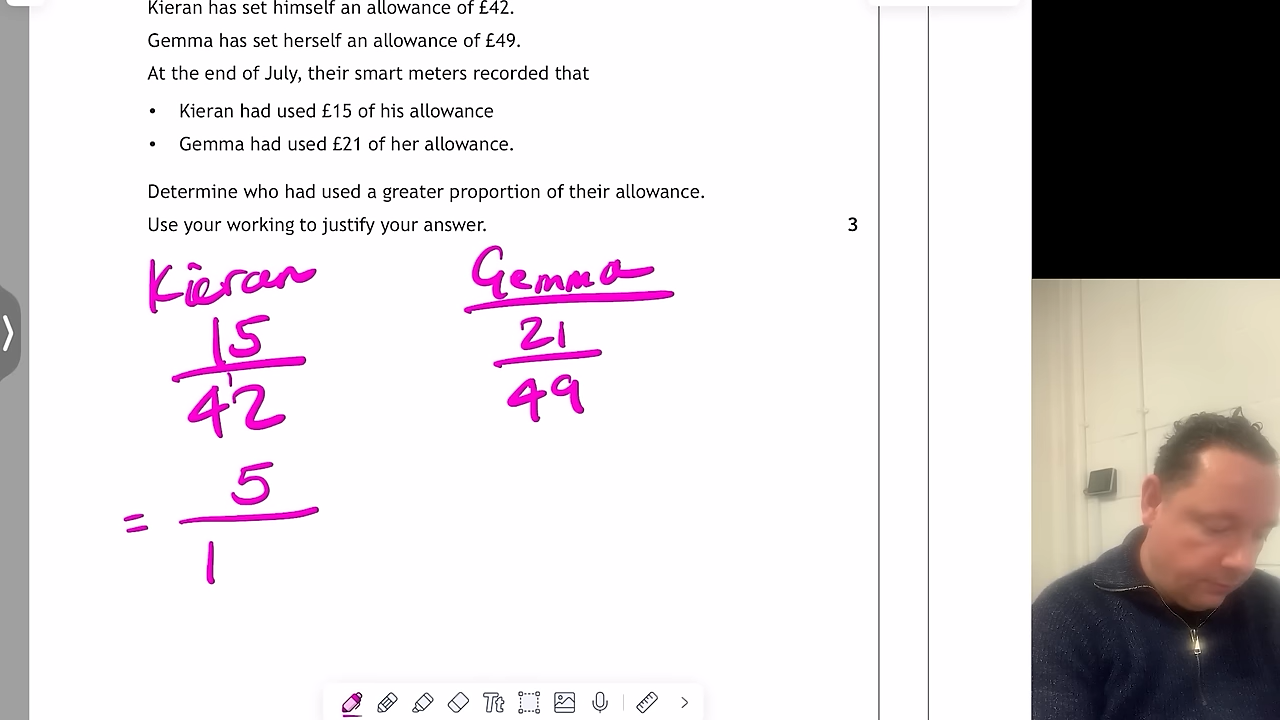 Kieran has set himself an allowance of £42.
Gemma has set herself an allowance of £49.
At the end of July, their smart meters recorded that
• Kieran had used £15 of his allowance
• Gemma had used £21 of her allowance.
Determine who had used a greater proportion of their allowance.
Use your working to justify your answer. 3
Kieran Gemma
15 21
42 49
= 5
1
Tt